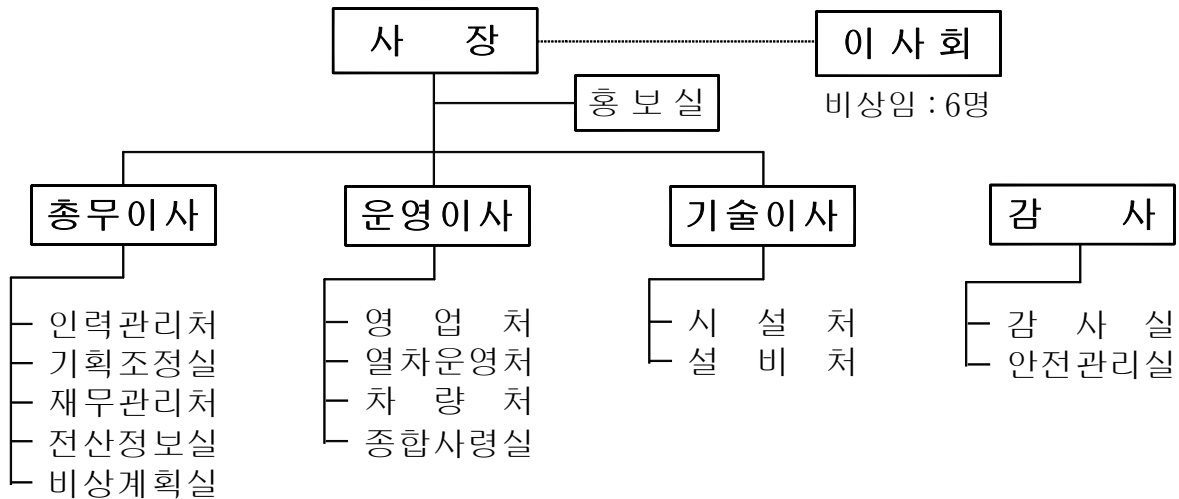 사 장
이 사 회
홍 보 실
비상임 : 6명
총무이사
운영이사
기술이사
감 사
인력관리처
기획조정실
재무관리처
전산정보실
비상계획실
영 업 처
열차운영처
차 량 처
종합사령실
시 설 처
설 비 처
감 사 실
안전관리실